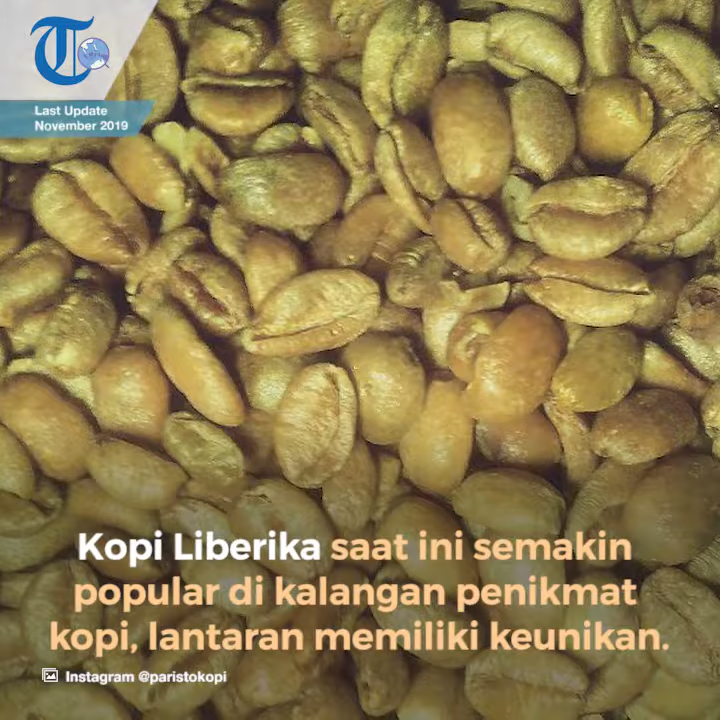 T
Last Update
November 2019
Kopi Liberika saat ini semakin
popular di kalangan penikmat
kopi, lantaran memiliki keunikan.
Instagram @paristokopi